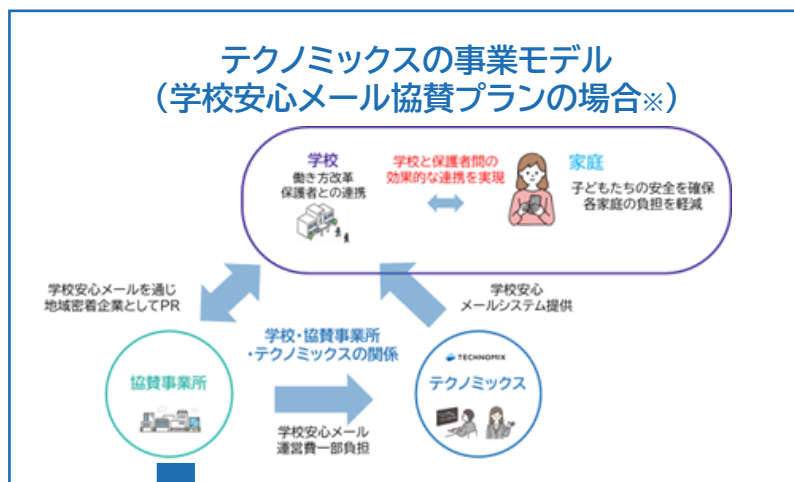 テクノミックスの事業モデル
（学校安心メール協賛プランの場合※）
学校
働き方改革
保護者との連携
学校と保護者間の
効果的な連携を実現
家庭
子どもたちの安全を確保
各家庭の負担を軽減
学校安心メールを通じ
地域密着企業としてPR
学校安心
メールシステム提供
学校・協賛事業所
・テクノミックスの関係
協賛事業所
TECHNOMIX
テクノミックス
学校安心メール
運営費一部負担